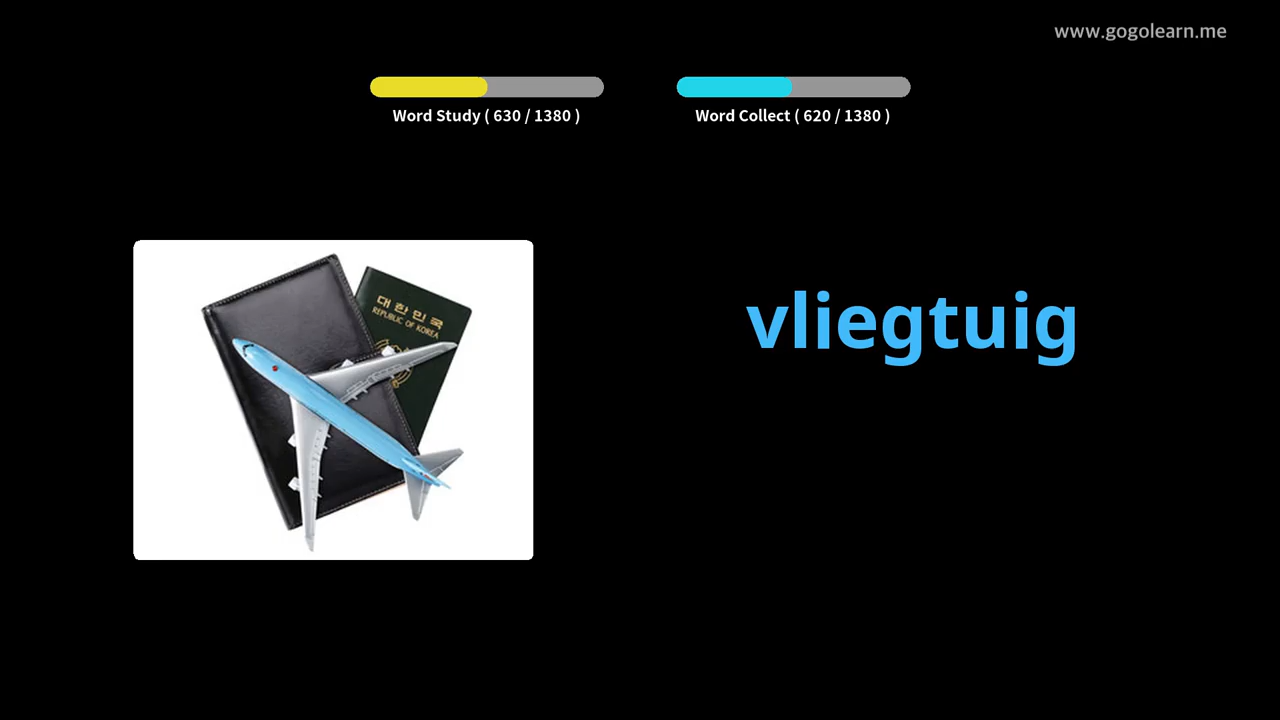 www.gogolearn.me
Word Study ( 630 / 1380 )
Word Collect ( 620 / 1380 )
대한민국
REPUBLIC OF KOREA
vliegtuig